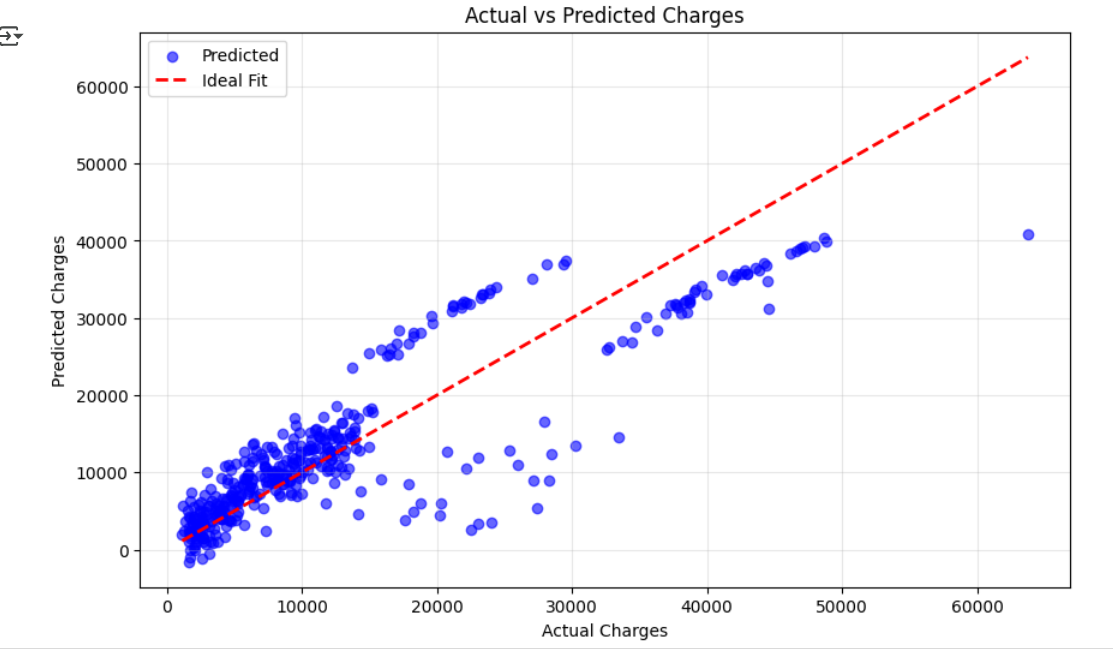 Actual vs Predicted Charges
Predicted
Ideal Fit
60000
50000
40000
30000
20000
10000
0
Predicted Charges
0 10000 20000 30000 40000 50000 60000
Actual Charges